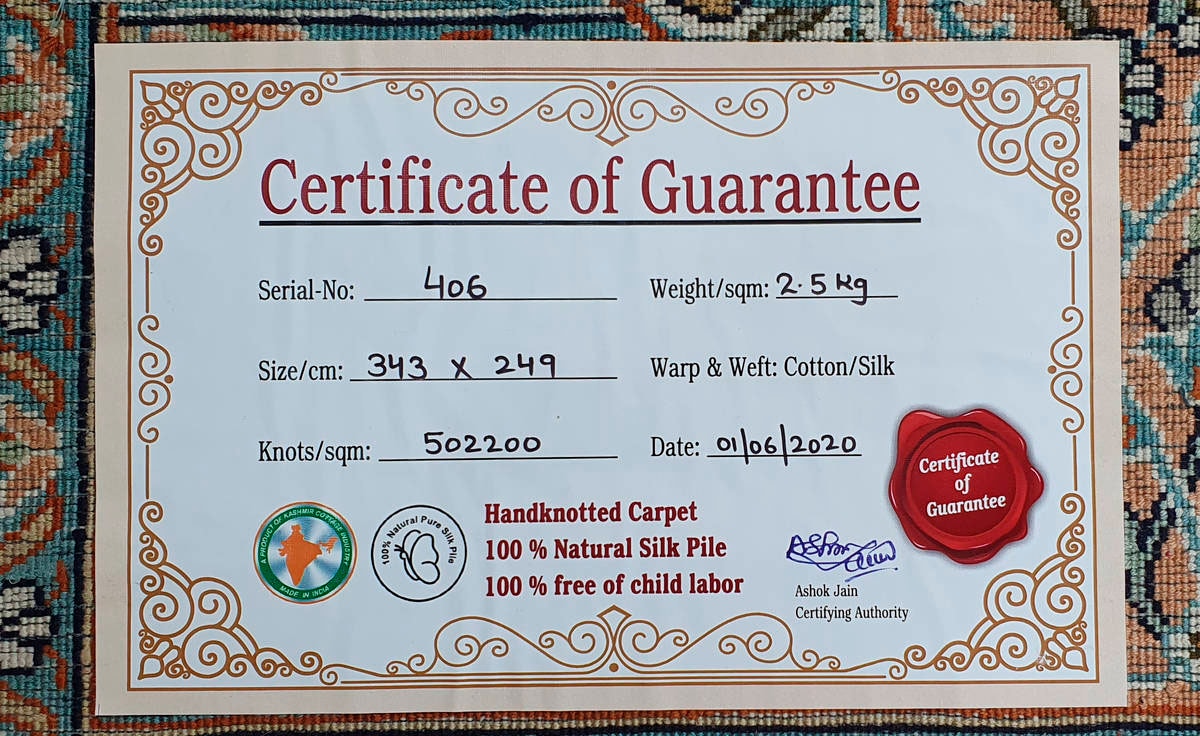 Certificate of Guarantee
Serial-No: 406
Weight/sqm: 2.5 kg
Size/cm: 343 x 249
Warp & Weft: Cotton/Silk
Knots/sqm: 502200
Date: 01/06/2020
Certificate
of
Guarantee
A PRODUCT OF KASHMIR COTTAGE INDUSTRY
MADE IN INDIA
100% Natural Pure Silk Pile
Handknotted Carpet
100 % Natural Silk Pile
100 % free of child labor
Ashok Jain
Certifying Authority